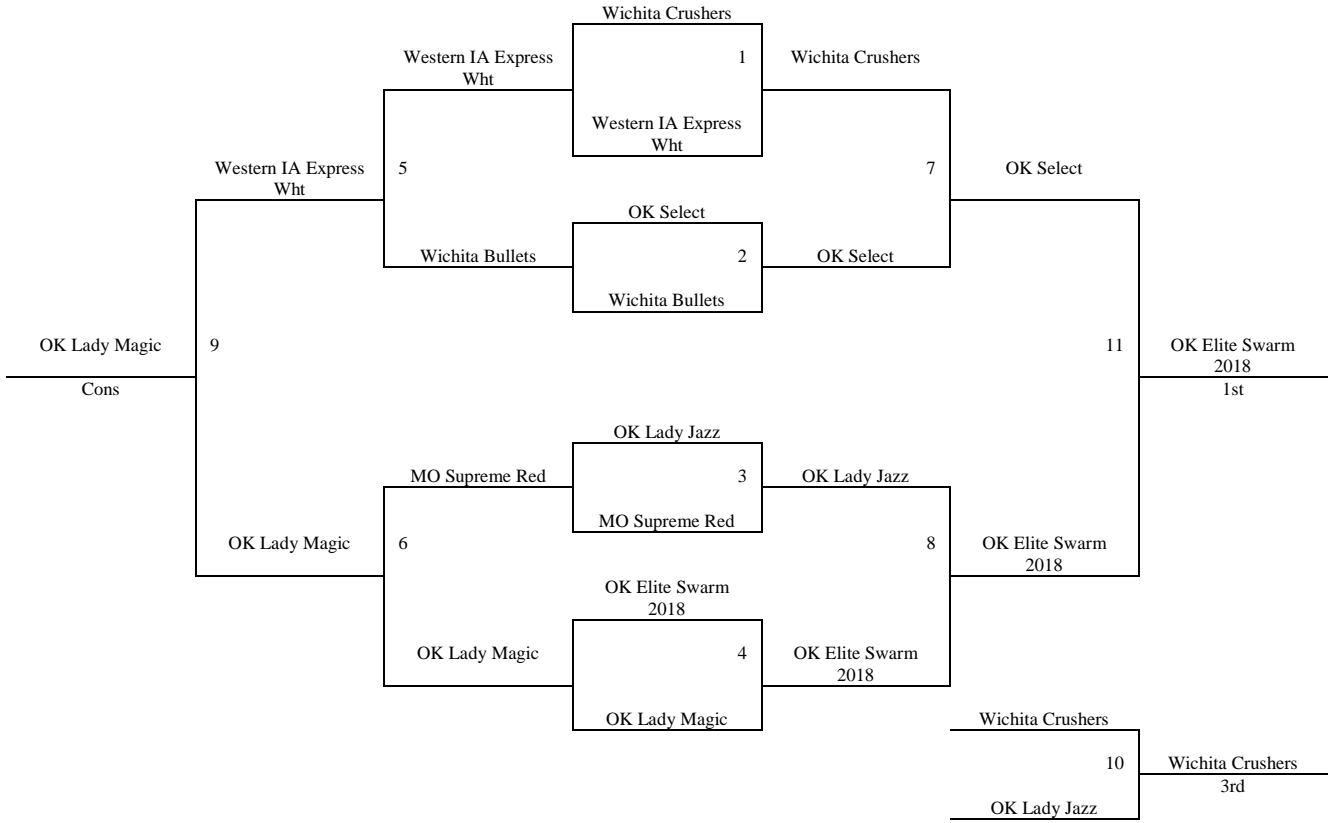 Wichita Crushers
Western IA Express
Wht
1
Wichita Crushers
Western IA Express
Wht
Western IA Express
Wht
5
7
OK Select
OK Select
Wichita Bullets
2
OK Select
Wichita Bullets
OK Lady Magic
9
11
OK Elite Swarm
2018
Cons
1st
OK Lady Jazz
MO Supreme Red
3
OK Lady Jazz
MO Supreme Red
OK Lady Magic
6
8
OK Elite Swarm
2018
OK Elite Swarm
2018
OK Lady Magic
4
OK Elite Swarm
2018
OK Lady Magic
Wichita Crushers
10
Wichita Crushers
3rd
OK Lady Jazz